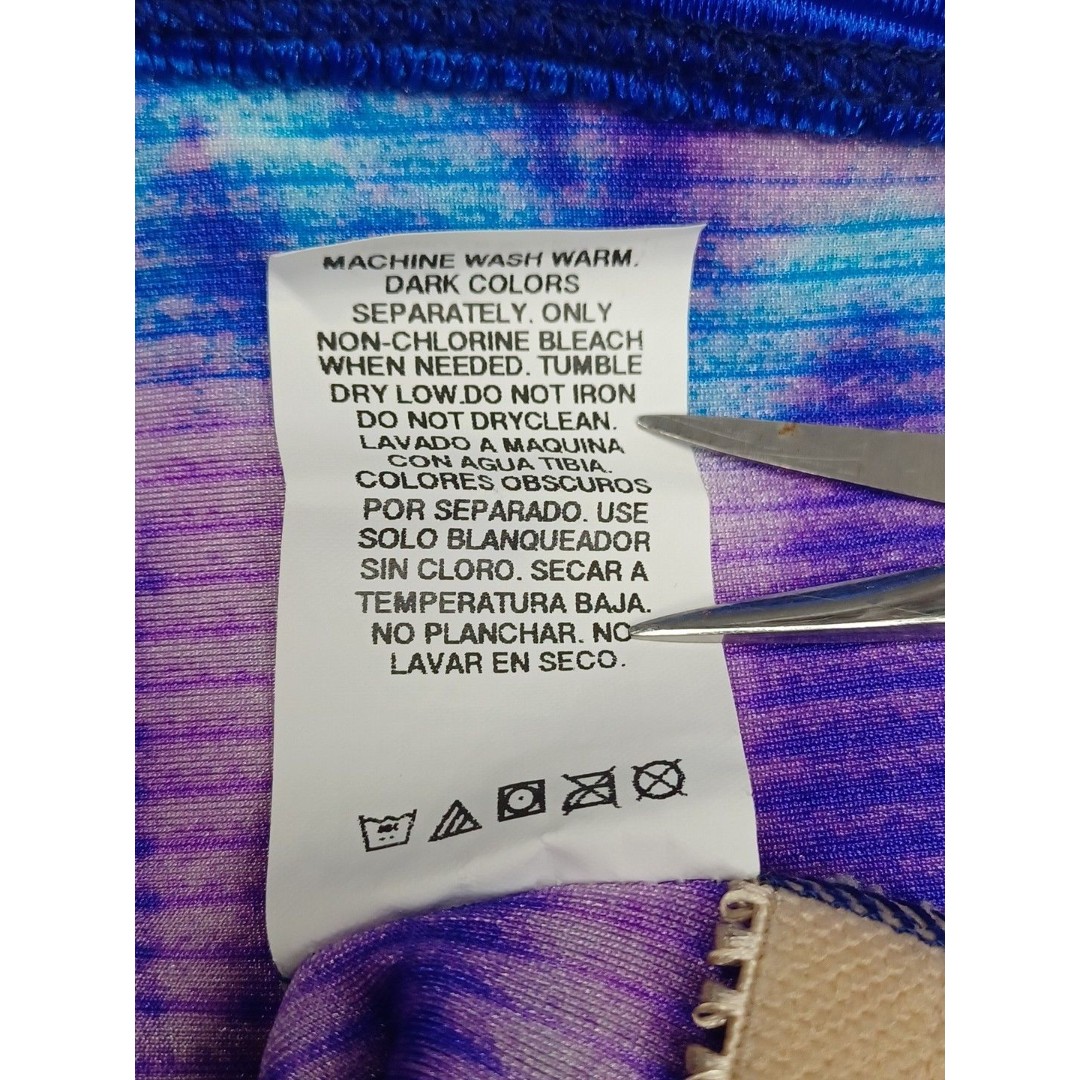 MACHINE WASH WARM.
DARK COLORS
SEPARATELY. ONLY
NON-CHLORINE BLEACH
WHEN NEEDED. TUMBLE
DRY LOW.DO NOT IRON
DO NOT DRYCLEAN.
LAVADO A MAQUINA
CON AGUA TIBIA.
COLORES OBSCUROS
POR SEPARADO. USE
SOLO BLANQUEADOR
SIN CLORO. SECAR A
TEMPERATURA BAJA.
NO PLANCHAR. NO
LAVAR EN SECO.